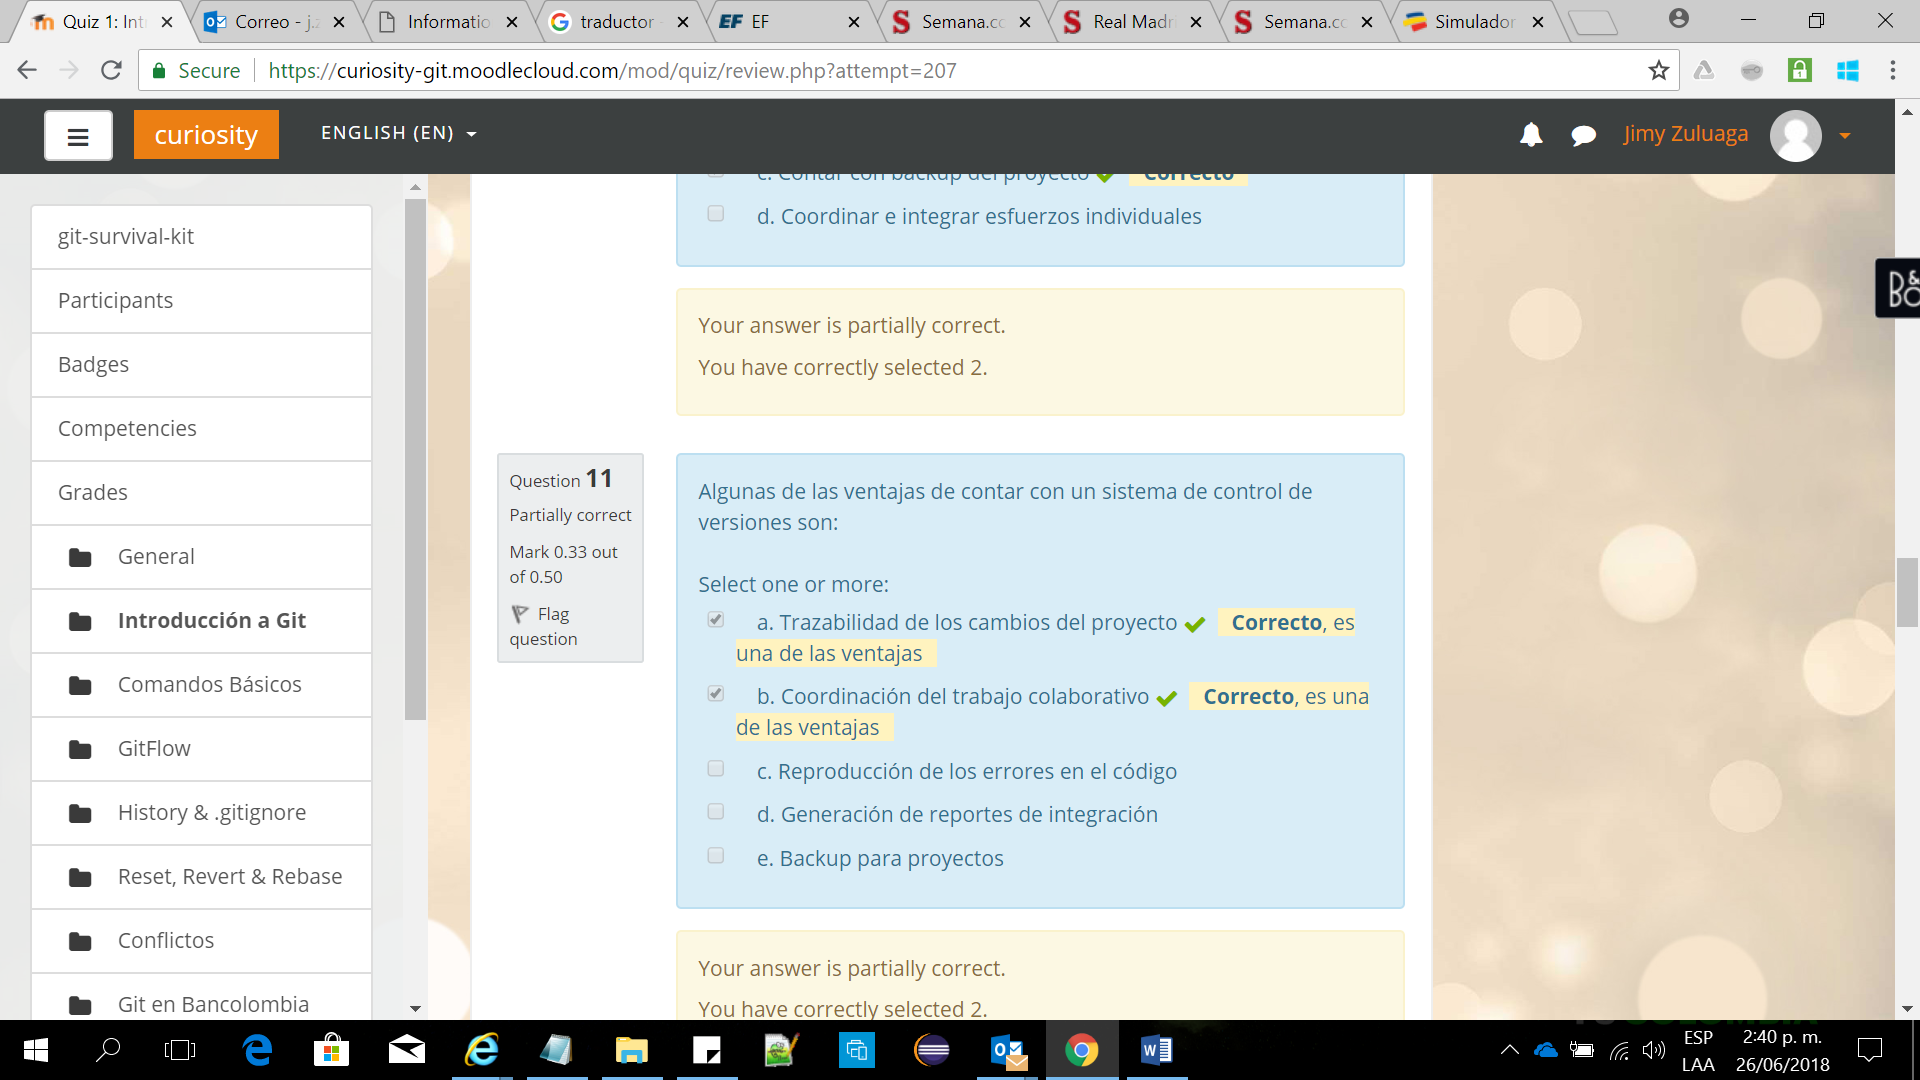 Quiz 1: Int
Correo - j.z
Informatio
traductor
EF EF
Semana.co
Real Madri
Semana.co
Simulador
Secure
https://curiosity-git.moodlecloud.com/mod/quiz/review.php?attempt=207
curiosity
ENGLISH (EN)
Jimy Zuluaga
git-survival-kit
Participants
Badges
Competencies
Grades
General
Introducción a Git
Comandos Básicos
GitFlow
History & .gitignore
Reset, Revert & Rebase
Conflictos
Git en Bancolombia
c. Contar con backup del proyecto Correcto
d. Coordinar e integrar esfuerzos individuales
Your answer is partially correct.
You have correctly selected 2.
Question 11
Partially correct
Mark 0.33 out
of 0.50
Flag
question
Algunas de las ventajas de contar con un sistema de control de
versiones son:
Select one or more:
a. Trazabilidad de los cambios del proyecto Correcto, es
una de las ventajas
b. Coordinación del trabajo colaborativo Correcto, es una
de las ventajas
c. Reproducción de los errores en el código
d. Generación de reportes de integración
e. Backup para proyectos
Your answer is partially correct.
You have correctly selected 2.
B&
ESP
LAA
2:40 p. m.
26/06/2018